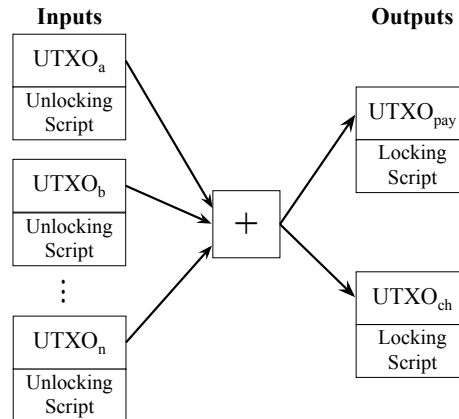 Inputs
UTXOa
Unlocking
Script
UTXOb
Unlocking
Script
⋮
UTXOn
Unlocking
Script
+
Outputs
UTXOpay
Locking
Script
UTXOch
Locking
Script